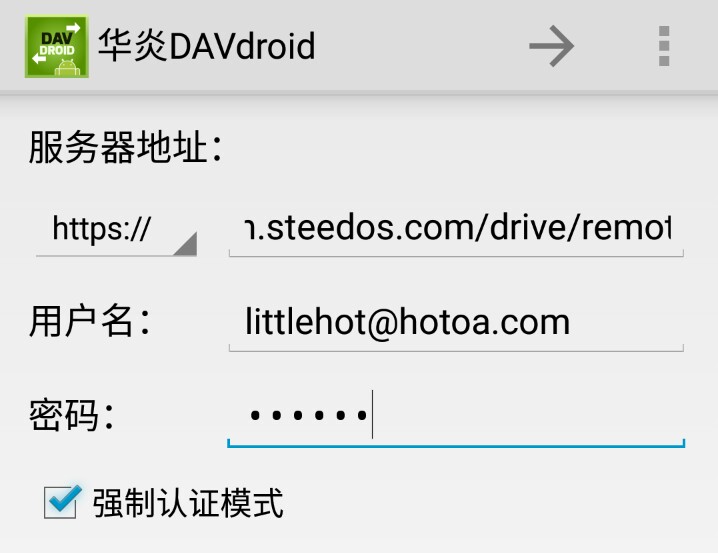 DAV
DROID
华炎DAVdroid
服务器地址：
https:// .steedos.com/drive/remot
用户名： littlehot@hotoa.com
密码： ••••••
强制认证模式